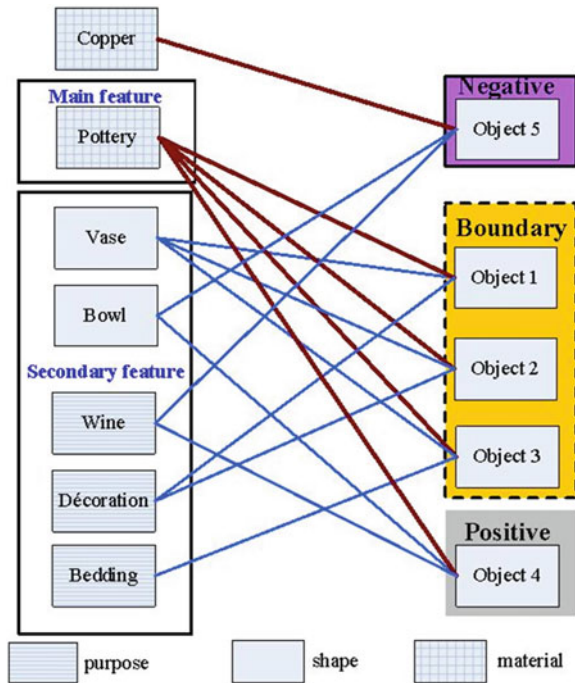 Copper
Main feature
Pottery
Vase
Bowl
Secondary feature
Wine
Décoration
Bedding
Negative
Object 5
Boundary
Object 1
Object 2
Object 3
Positive
Object 4
purpose
shape
material